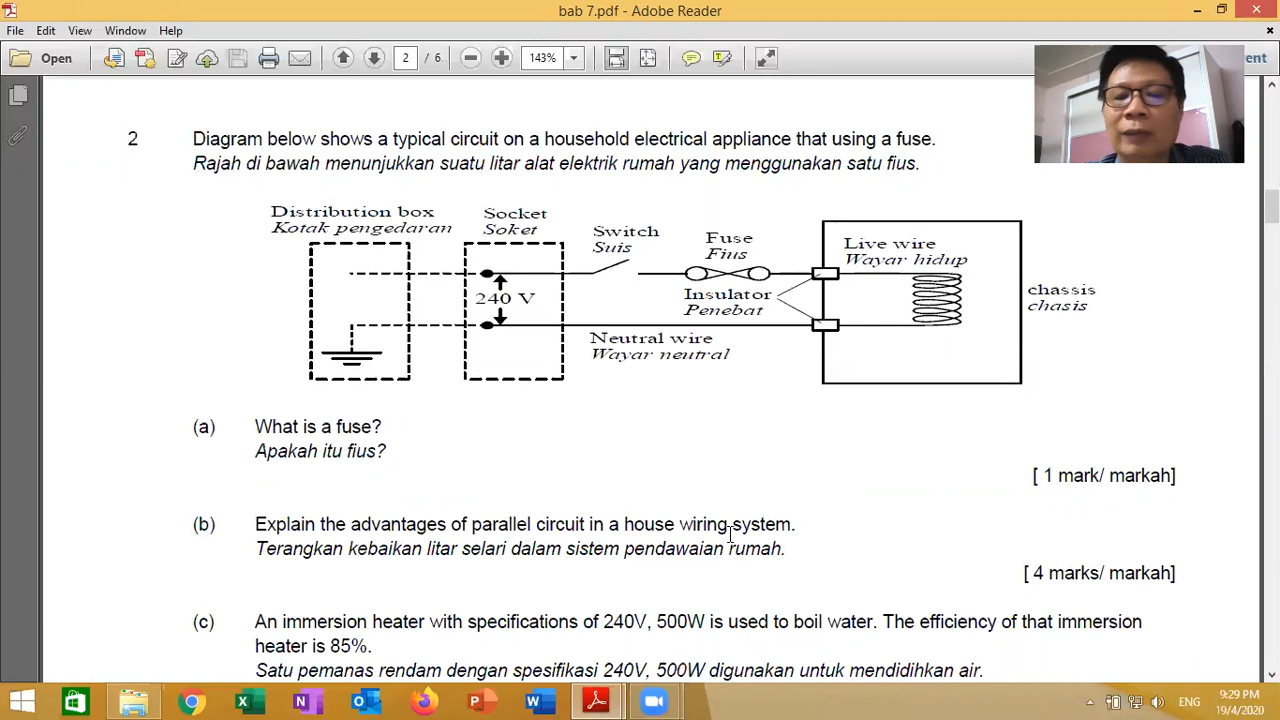 bab 7.pdf - Adobe Reader
File Edit View Window Help
Open 2 / 6 143% ent
2 Diagram below shows a typical circuit on a household electrical appliance that using a fuse.
Rajah di bawah menunjukkan suatu litar alat elektrik rumah yang menggunakan satu fius.
Distribution box
Kotak pengedaran
Socket
Soket
Switch
Suis
Fuse
Fius
Live wire
Wayar hidup
240 V
Insulator
Penebat
chassis
chasis
Neutral wire
Wayar neutral
(a) What is a fuse?
Apakah itu fius?
[ 1 mark/ markah]
(b) Explain the advantages of parallel circuit in a house wiring system.
Terangkan kebaikan litar selari dalam sistem pendawaian rumah.
[ 4 marks/ markah]
(c) An immersion heater with specifications of 240V, 500W is used to boil water. The efficiency of that immersion
heater is 85%.
Satu pemanas rendam dengan spesifikasi 240V, 500W digunakan untuk mendidihkan air.
ENG
9:29 PM
19/4/2020